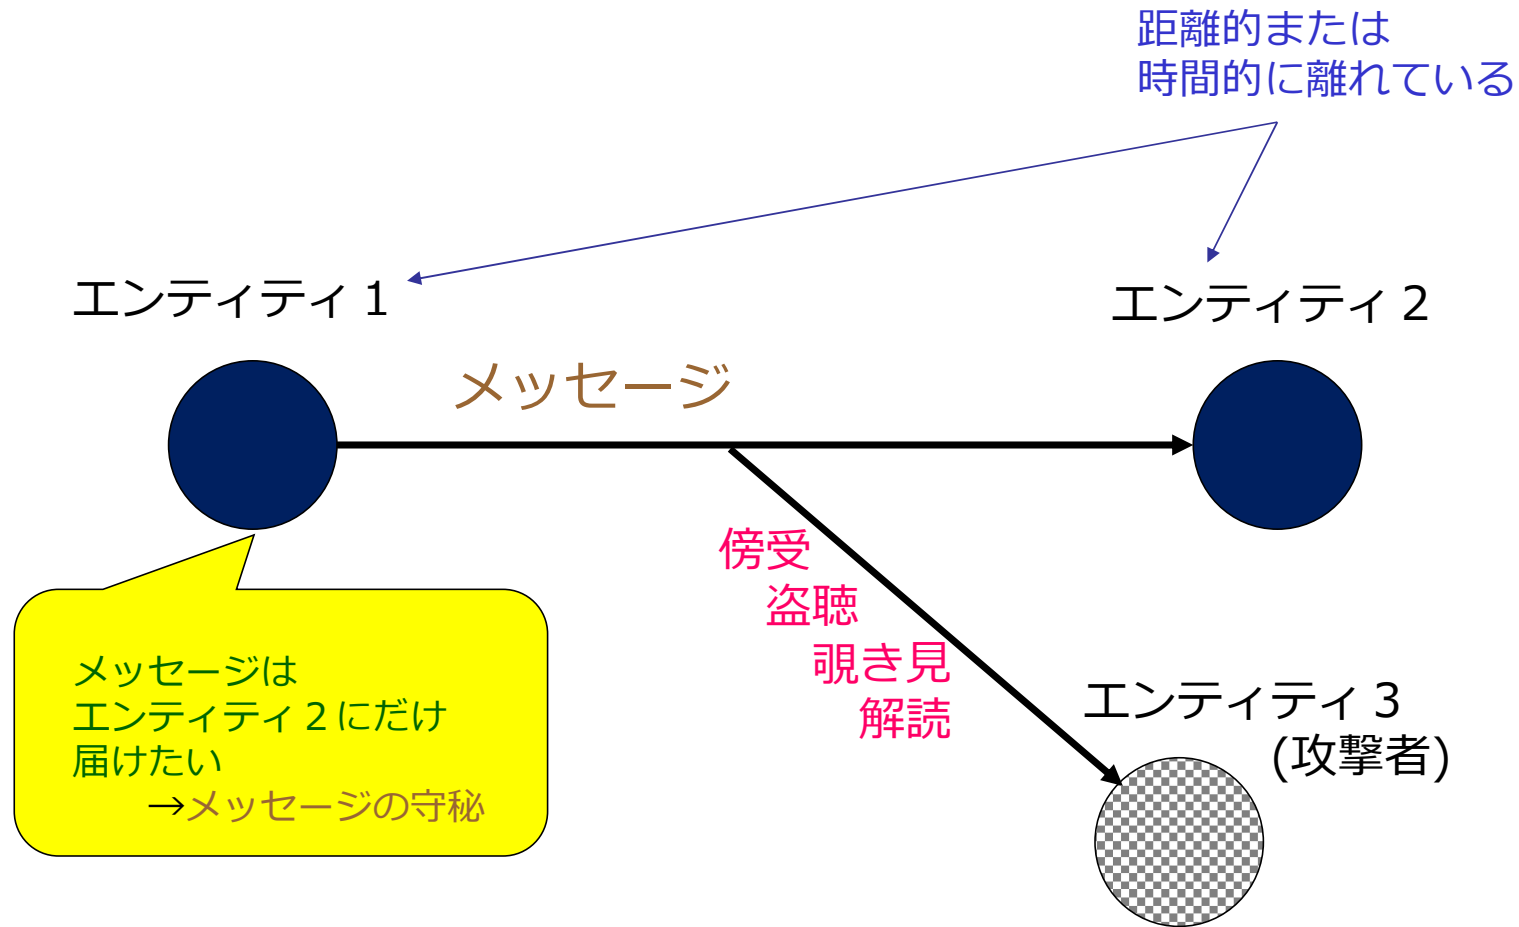 距離的または
時間的に離れている
エンティティ１
エンティティ２
メッセージ
傍受
盗聴
覗き見
解読
メッセージは
エンティティ２にだけ
届けたい
→メッセージの守秘
エンティティ３
(攻撃者)